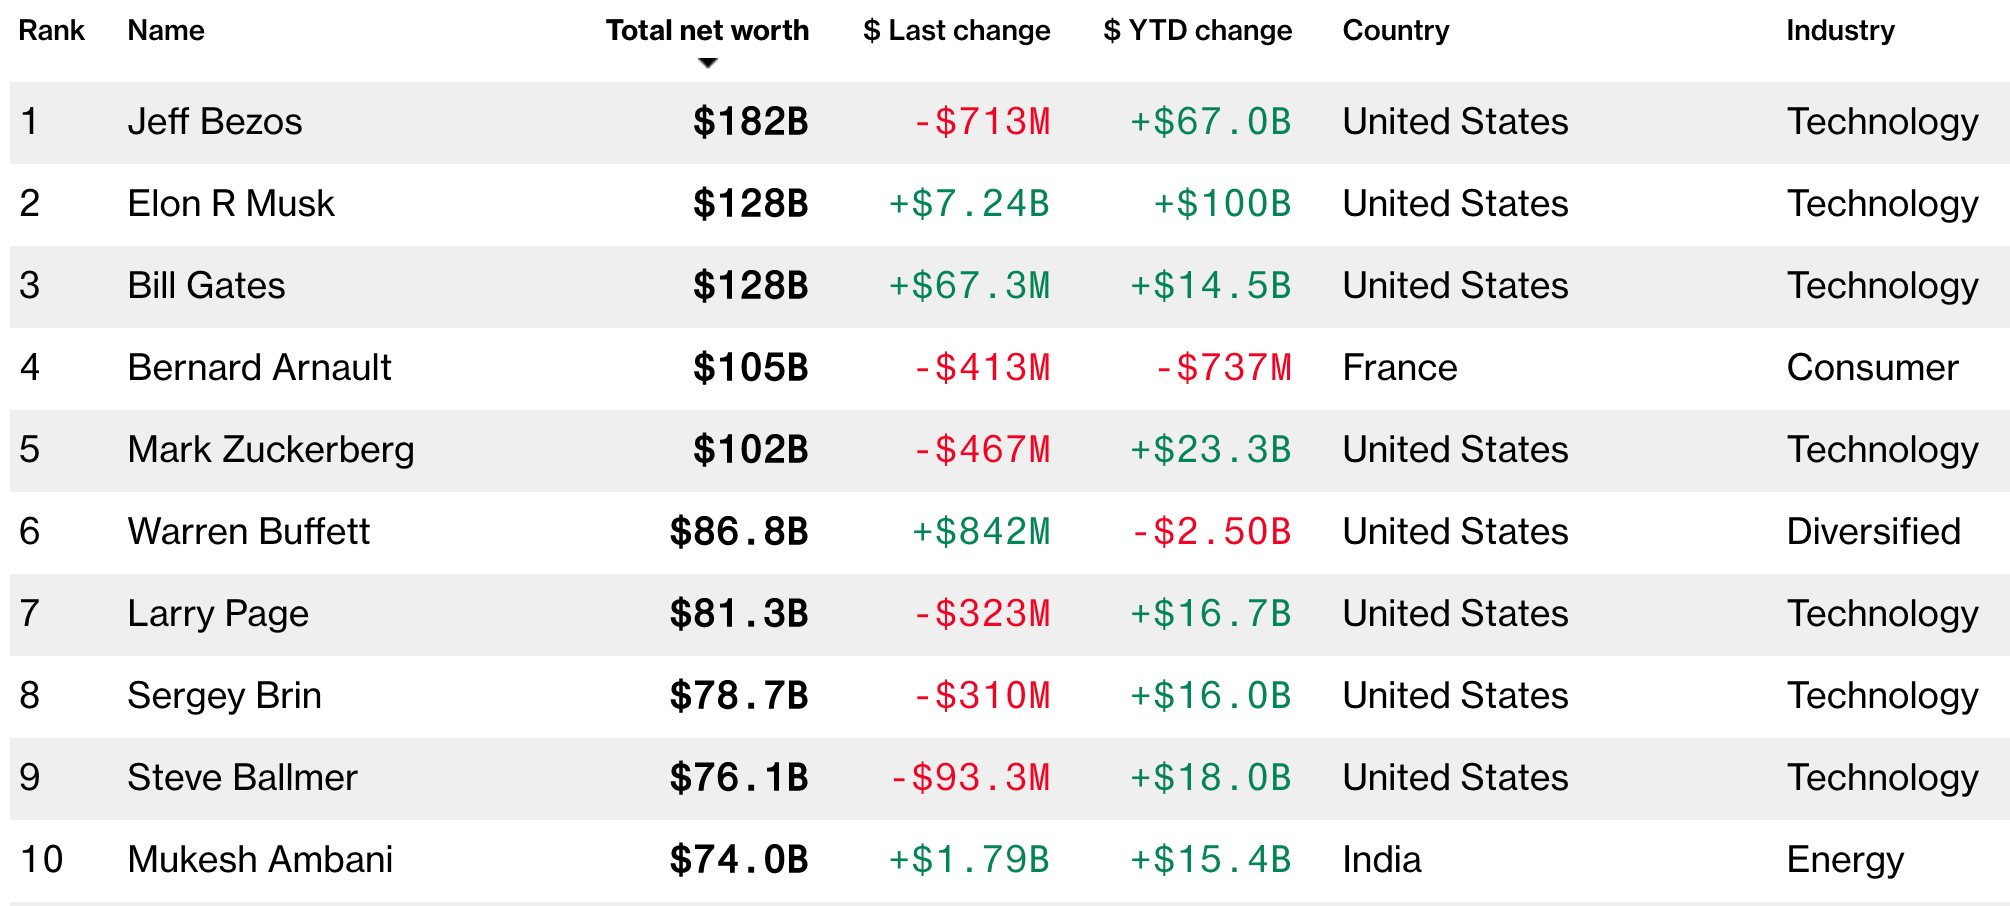 Rank Name Total net worth $ Last change $ YTD change Country Industry
1 Jeff Bezos $182B -$713M +$67.0B United States Technology
2 Elon R Musk $128B +$7.24B +$100B United States Technology
3 Bill Gates $128B +$67.3M +$14.5B United States Technology
4 Bernard Arnault $105B -$413M -$737M France Consumer
5 Mark Zuckerberg $102B -$467M +$23.3B United States Technology
6 Warren Buffett $86.8B +$842M -$2.50B United States Diversified
7 Larry Page $81.3B -$323M +$16.7B United States Technology
8 Sergey Brin $78.7B -$310M +$16.0B United States Technology
9 Steve Ballmer $76.1B -$93.3M +$18.0B United States Technology
10 Mukesh Ambani $74.0B +$1.79B +$15.4B India Energy